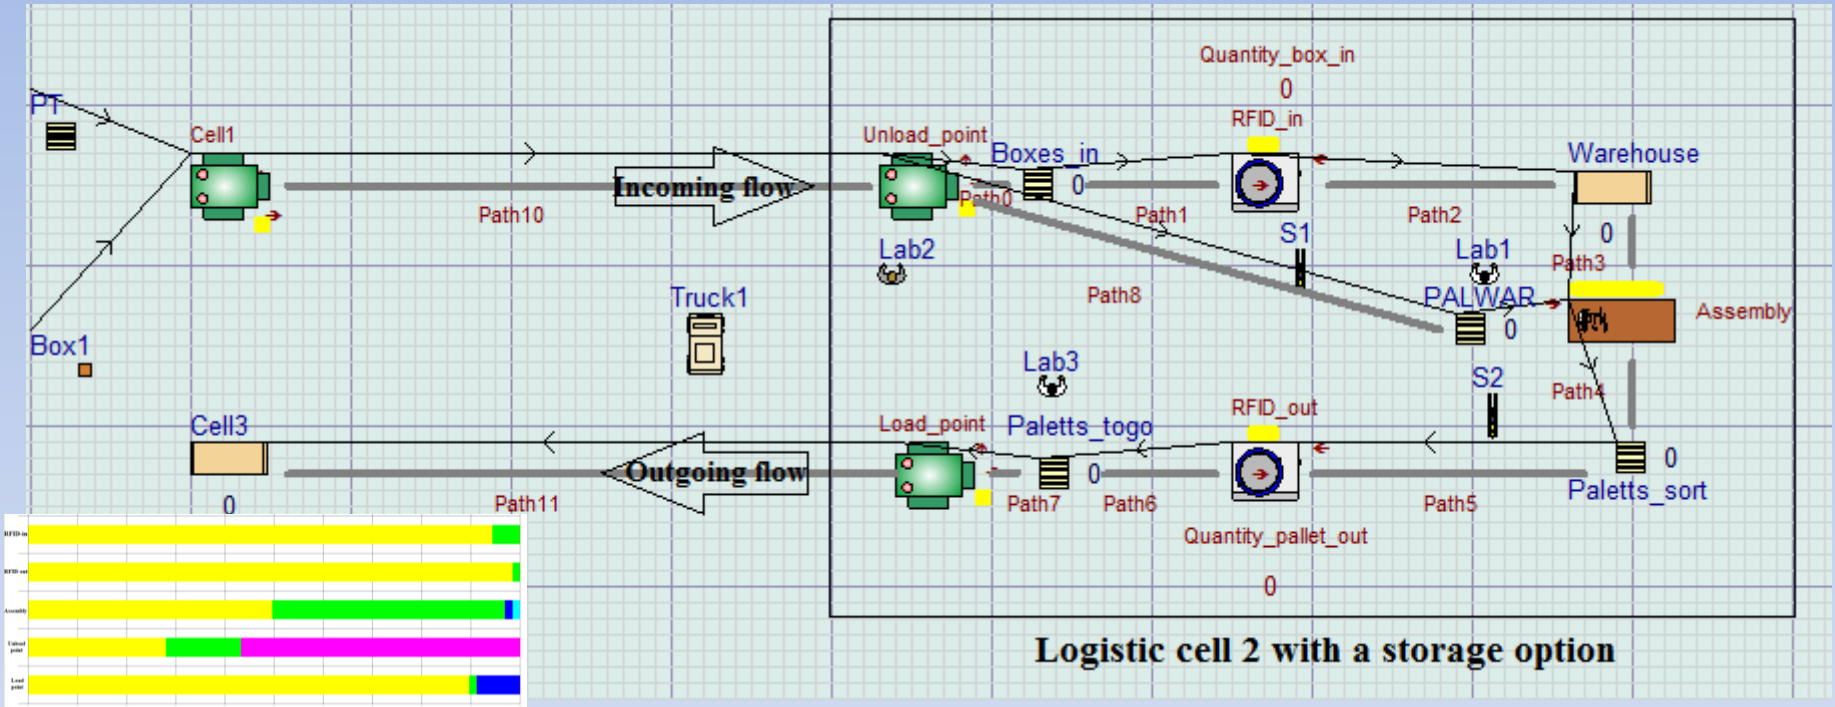 Quantity_box_in
0
PT
Cell1
Unload_point
RFID_in
Boxes_in
Warehouse
Incoming flow
0
Path10
Path0
Path1
Path2
S1
0
Lab2
Lab1
Path3
Truck1
Path8
PALWAR
0
Assembly
Box1
Lab3
S2
Path4
Cell3
Load_point
Paletts_togo
RFID_out
Outgoing flow
0
0
Paletts_sort
0
Path11
Path7
Path6
Path5
Quantity_pallet_out
0
RFID-in
RFID-out
Assembly
Unload
point
Load
point
Logistic cell 2 with a storage option